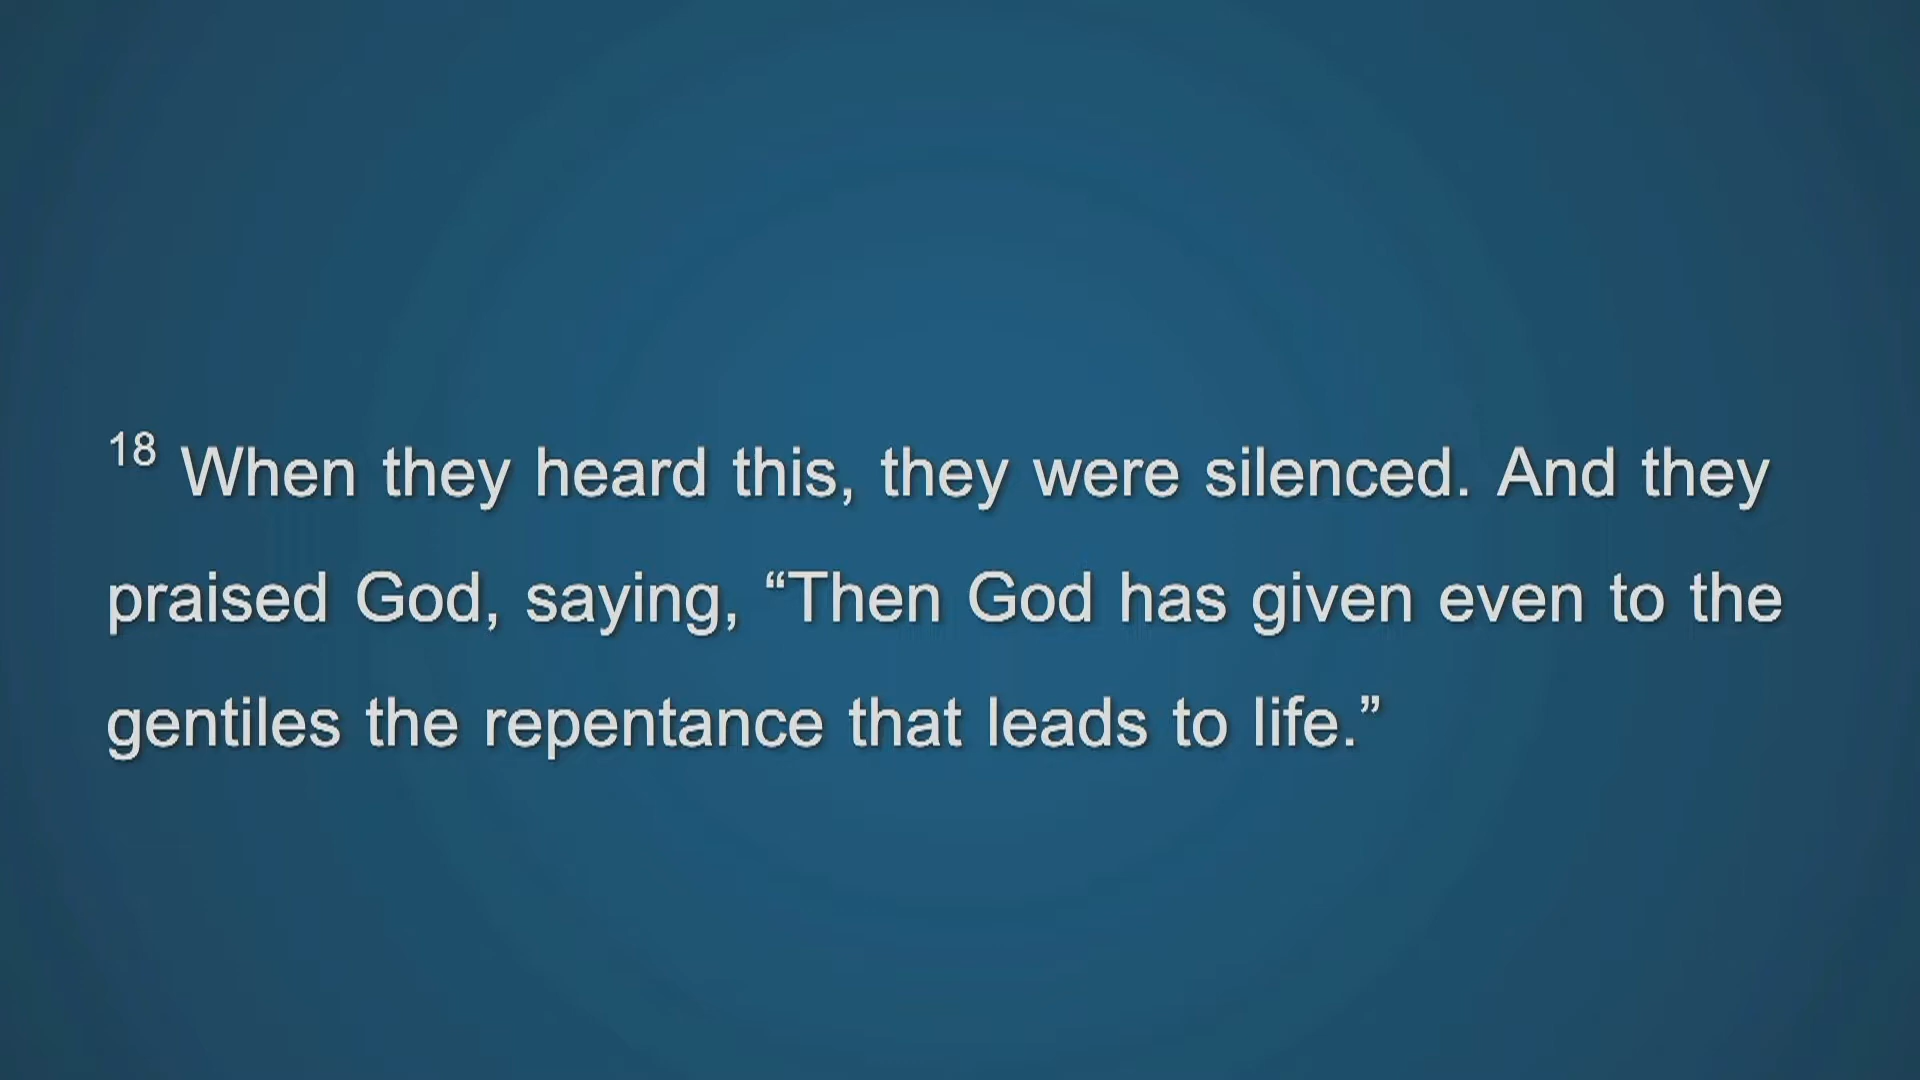 18 When they heard this, they were silenced. And they
praised God, saying, “Then God has given even to the
gentiles the repentance that leads to life.”